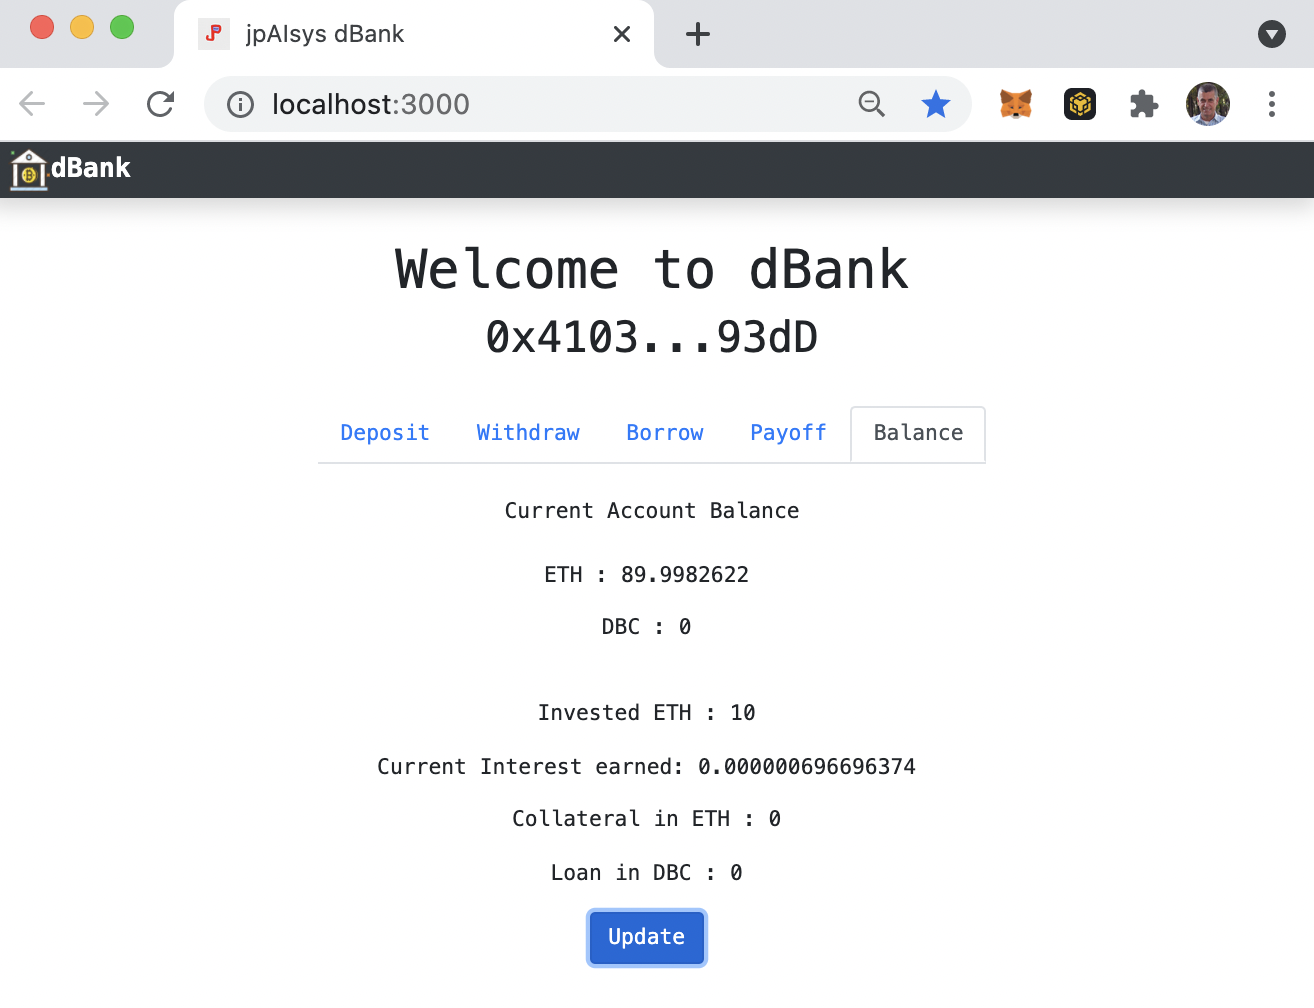 jpAIsys dBank
localhost:3000
dBank
Welcome to dBank
0x4103...93dD
Deposit Withdraw Borrow Payoff Balance
Current Account Balance
ETH : 89.9982622
DBC : 0
Invested ETH : 10
Current Interest earned: 0.000000696696374
Collateral in ETH : 0
Loan in DBC : 0
Update